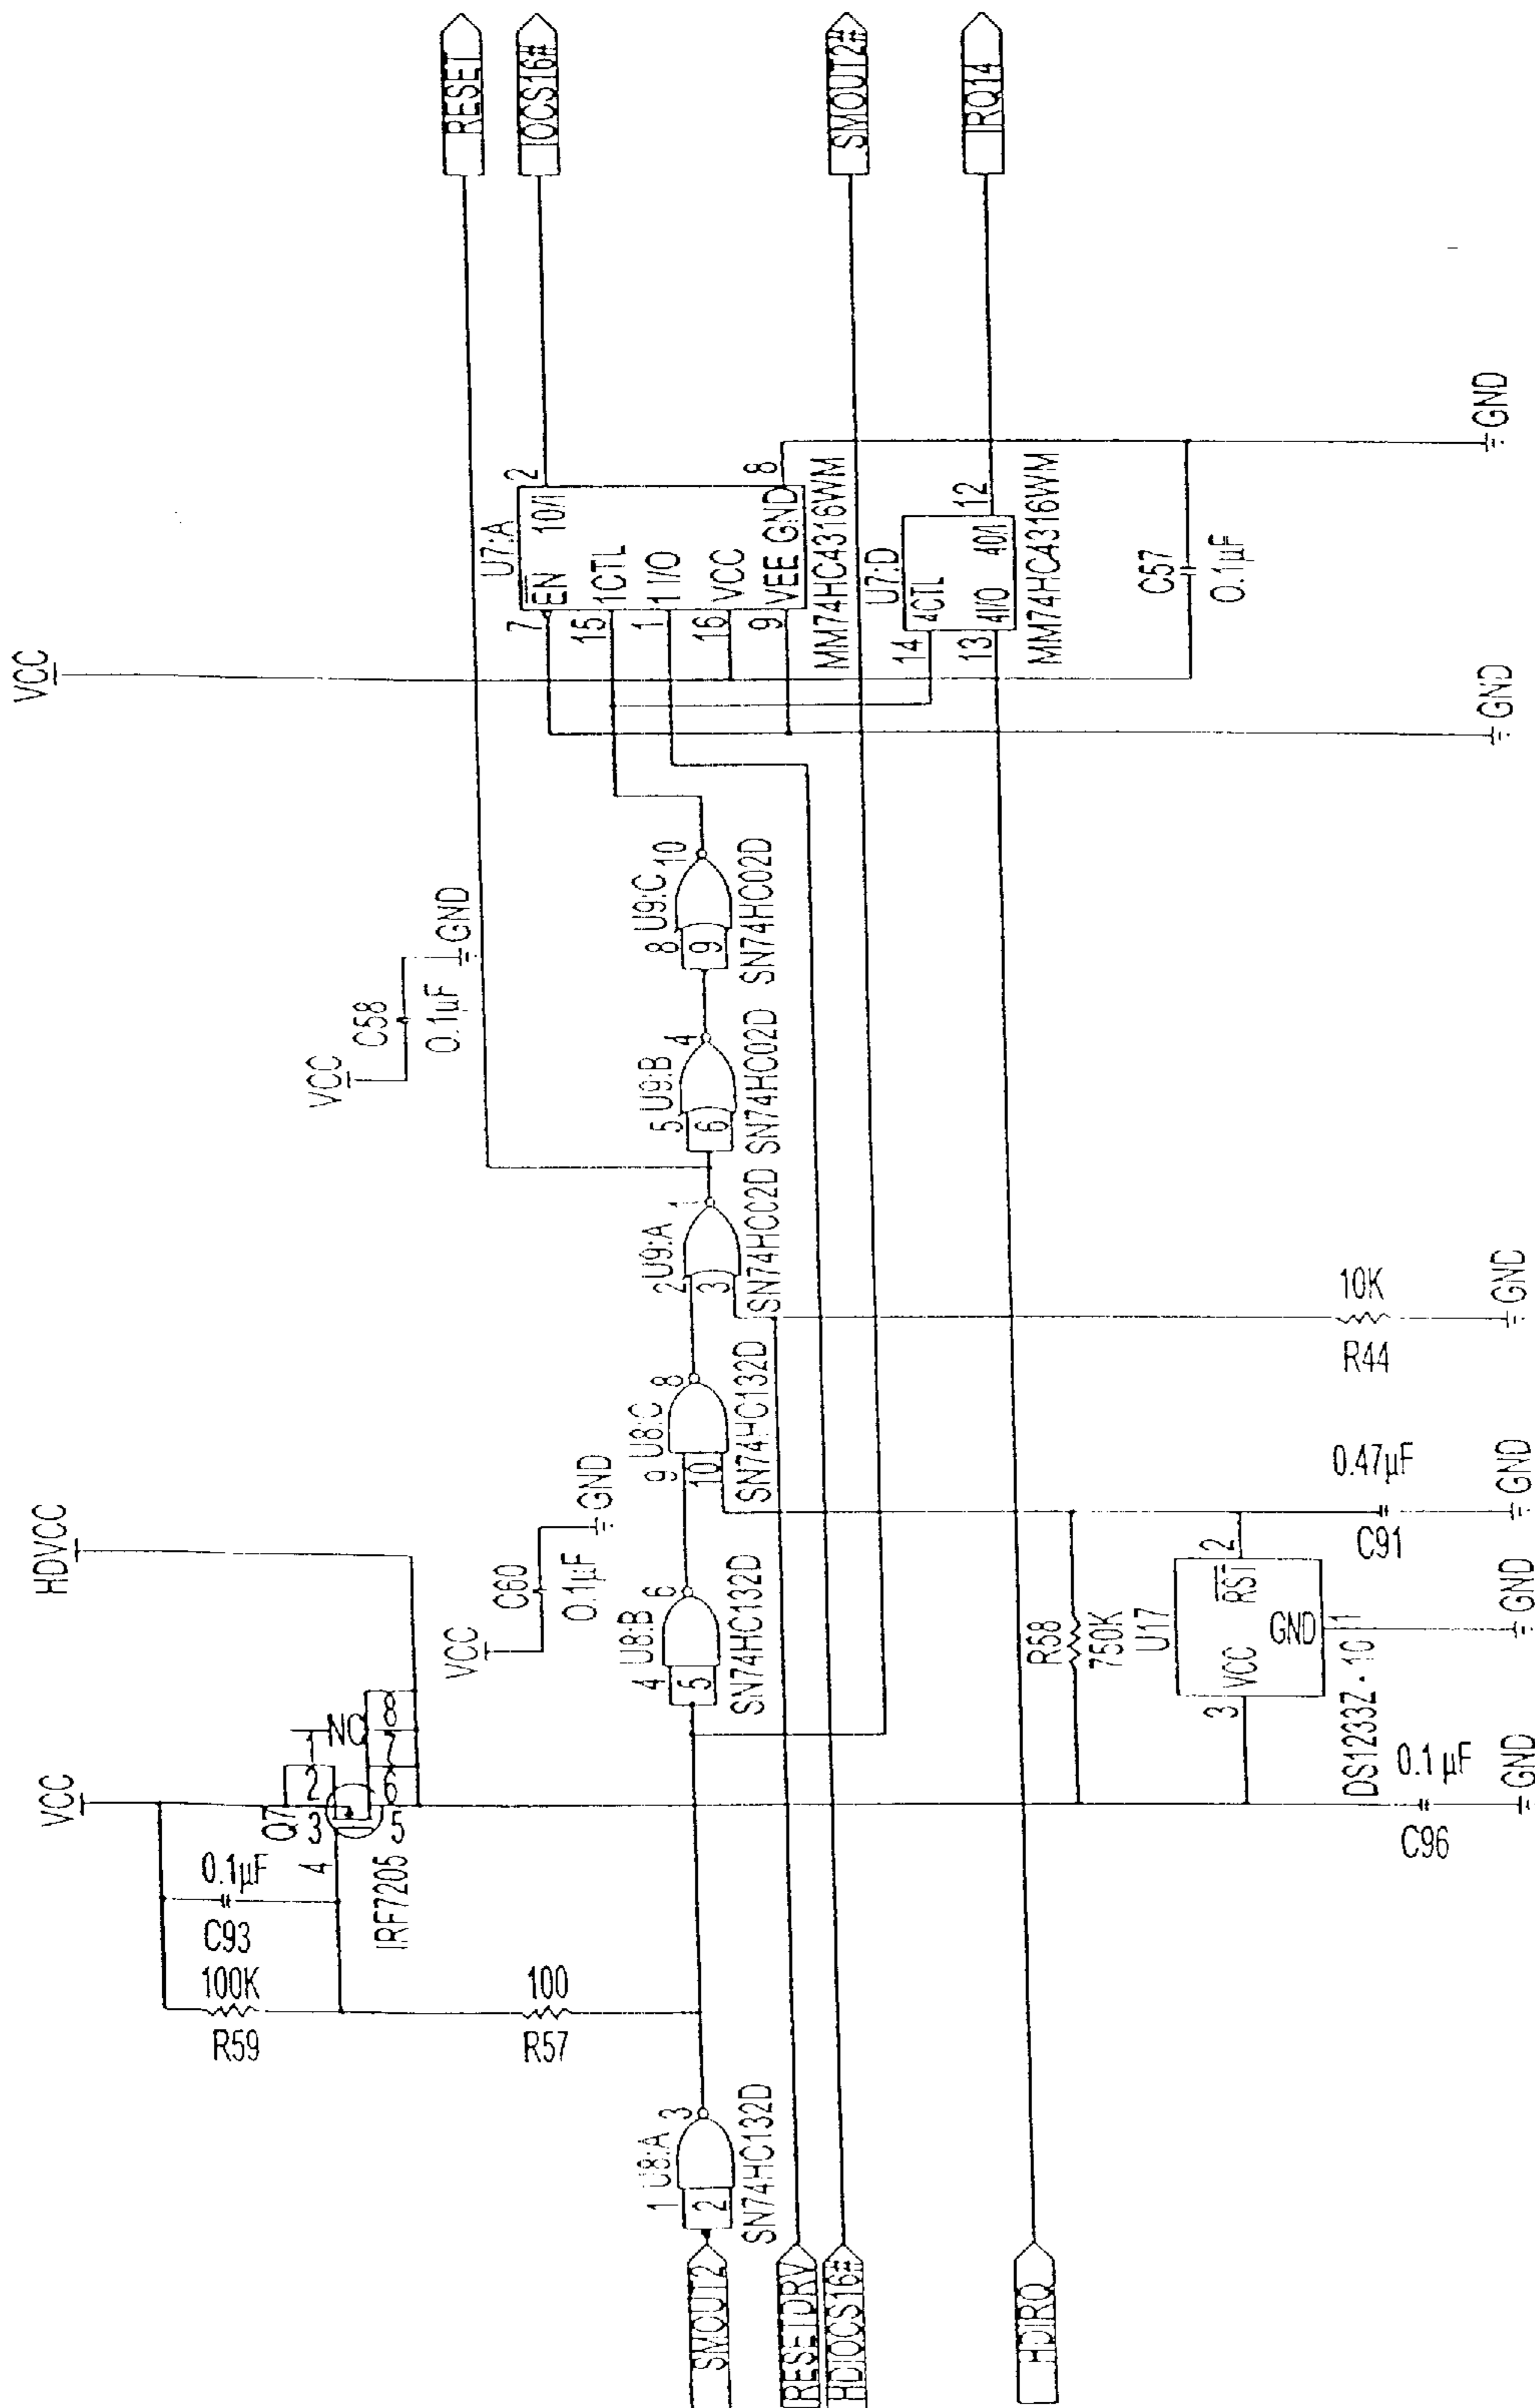 VCC
HDVCC
VCC
RESET
IOCS16#
SMOUT2#
IRQ14
0.1µF
C93
100K
R59
Q7
2
3
4
IRF7205
NC
8
7
6
5
100
R57
VCC
C60
0.1µF
GND
VCC
C58
0.1µF
GND
SMOUT2
1
2
U8:A
3
SN74HC132D
4
5
U8:B
6
SN74HC132D
9
10
U8:C
8
SN74HC132D
2
3
U9:A
1
SN74HC02D
5
6
U9:B
4
SN74HC02D
8
9
U9:C
10
SN74HC02D
U7:A
7
EN
15
1CTL
1
1 I/O
16
VCC
9
VEE
GND
8
10/I
2
MM74HC4316WM
U7:D
14
4CTL
13
4I/O
40/I
12
MM74HC4316WM
RESETDRV
HDIOCS16#
HDIRQ
R58
750K
U17
3
VCC
RST
2
GND
1
DS1233Z-10
C57
0.1µF
0.1 µF
C96
GND
GND
0.47µF
C91
GND
10K
R44
GND
GND
GND